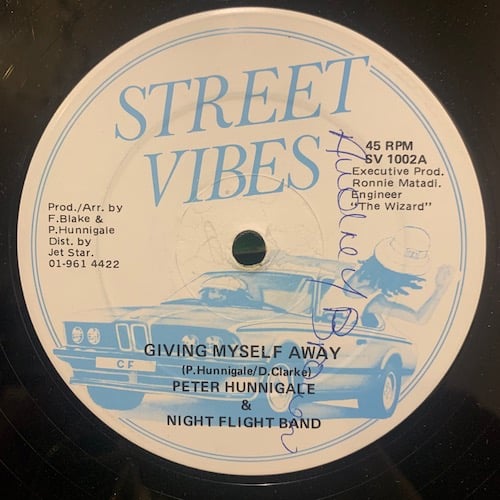 STREET
VIBES
45 RPM
SV 1002A
Executive Prod.
Ronnie Matadi.
Engineer
"The Wizard"
Prod./Arr. by
F.Blake &
P.Hunnigale
Dist. by
Jet Star.
01-961 4422
CF
GIVING MYSELF AWAY
(P.Hunnigale/D.Clarke)
PETER HUNNIGALE
&
NIGHT FLIGHT BAND